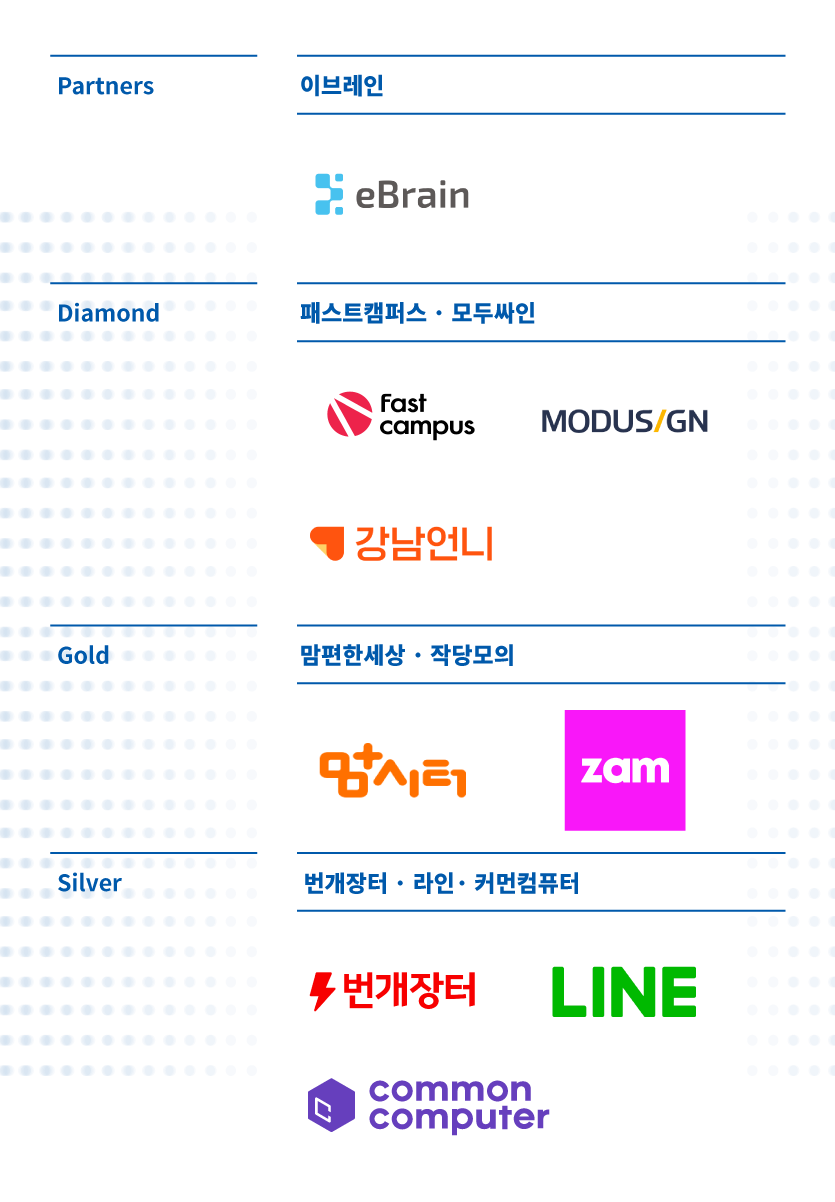 Partners
이브레인
eBrain
Diamond
패스트캠퍼스 · 모두싸인
Fast
campus
MODUSIGN
강남언니
Gold
맘편한세상 · 작당모의
맘시터
zam
Silver
번개장터 · 라인 · 커먼컴퓨터
번개장터
LINE
common
computer